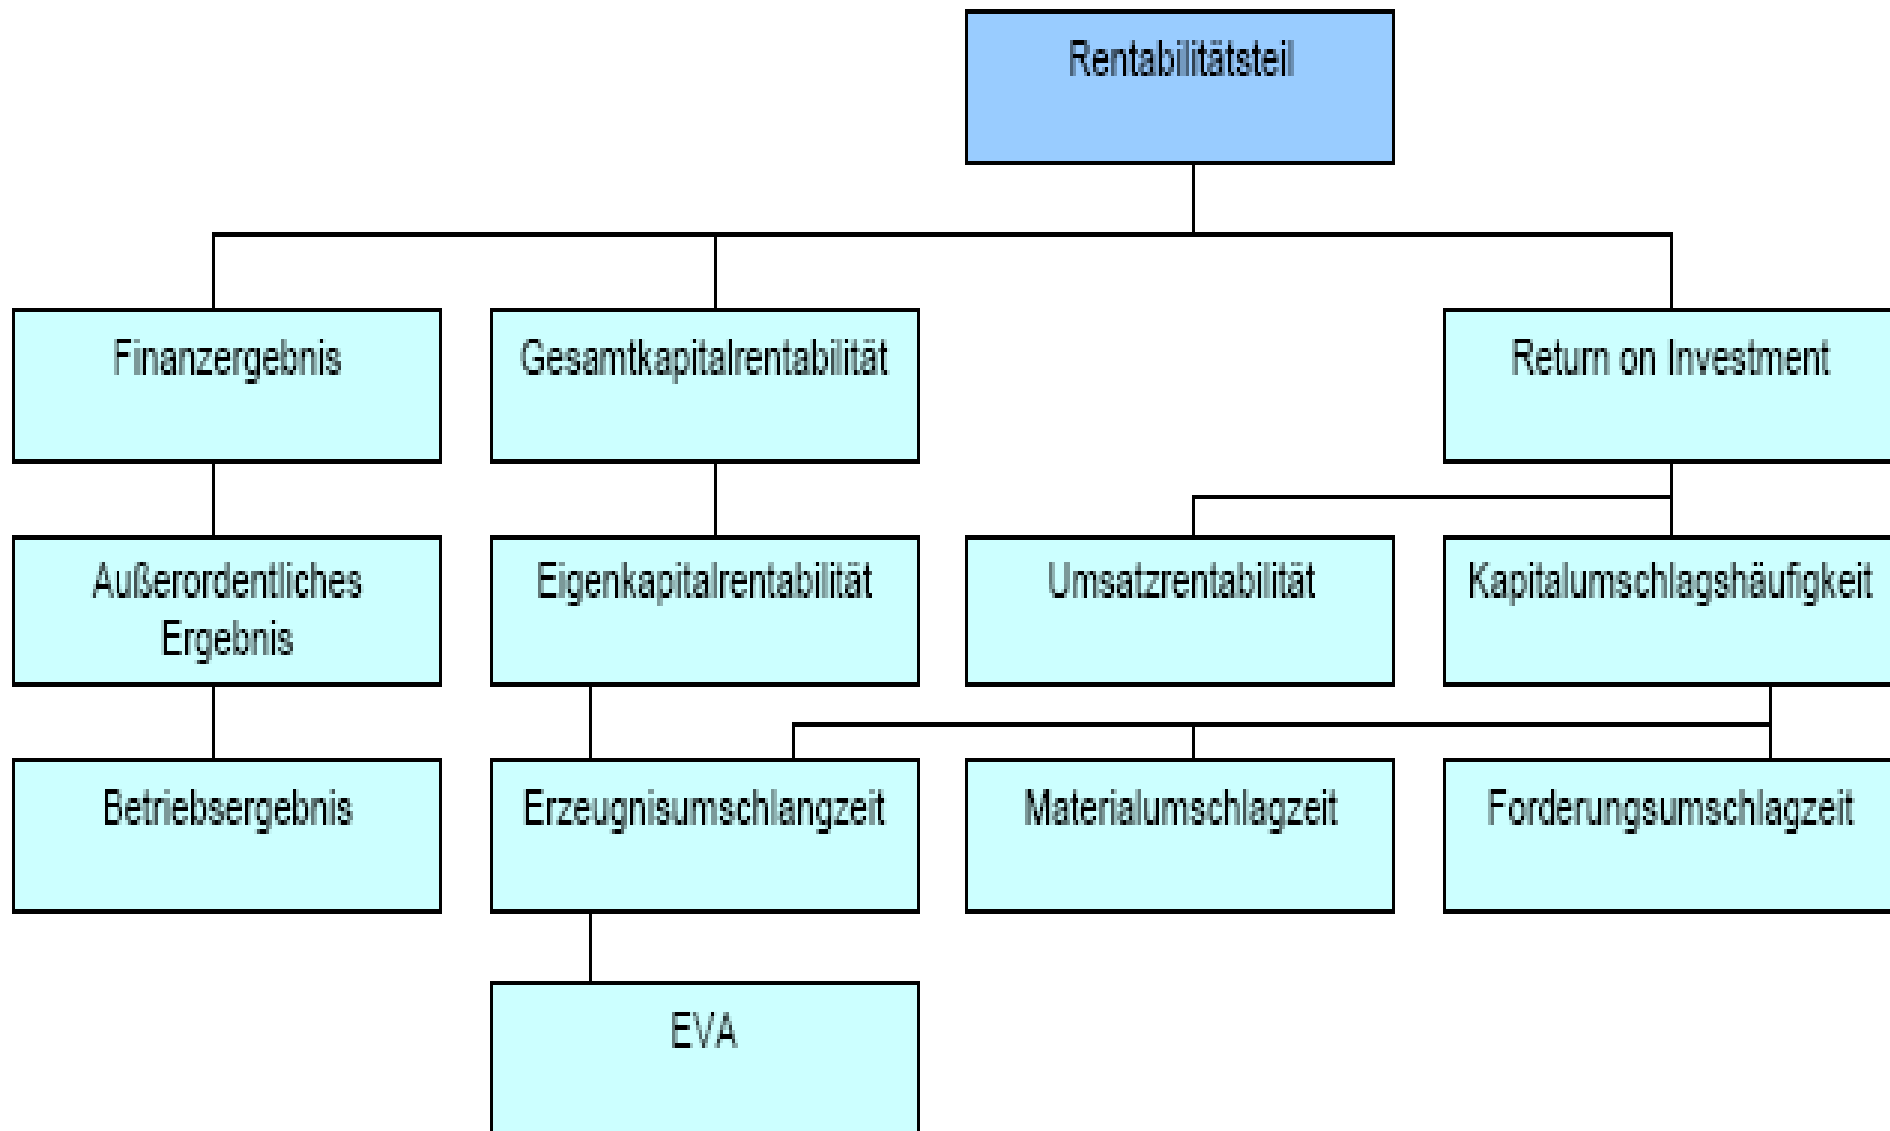 Rentabilitätsteil
Finanzergebnis
Gesamtkapitalrentabilität
Return on Investment
Außerordentliches
Ergebnis
Eigenkapitalrentabilität
Umsatzrentabilität
Kapitalumschlagshäufigkeit
Betriebsergebnis
Erzeugnisumschlangzeit
Materialumschlagzeit
Forderungsumschlagzeit
EVA